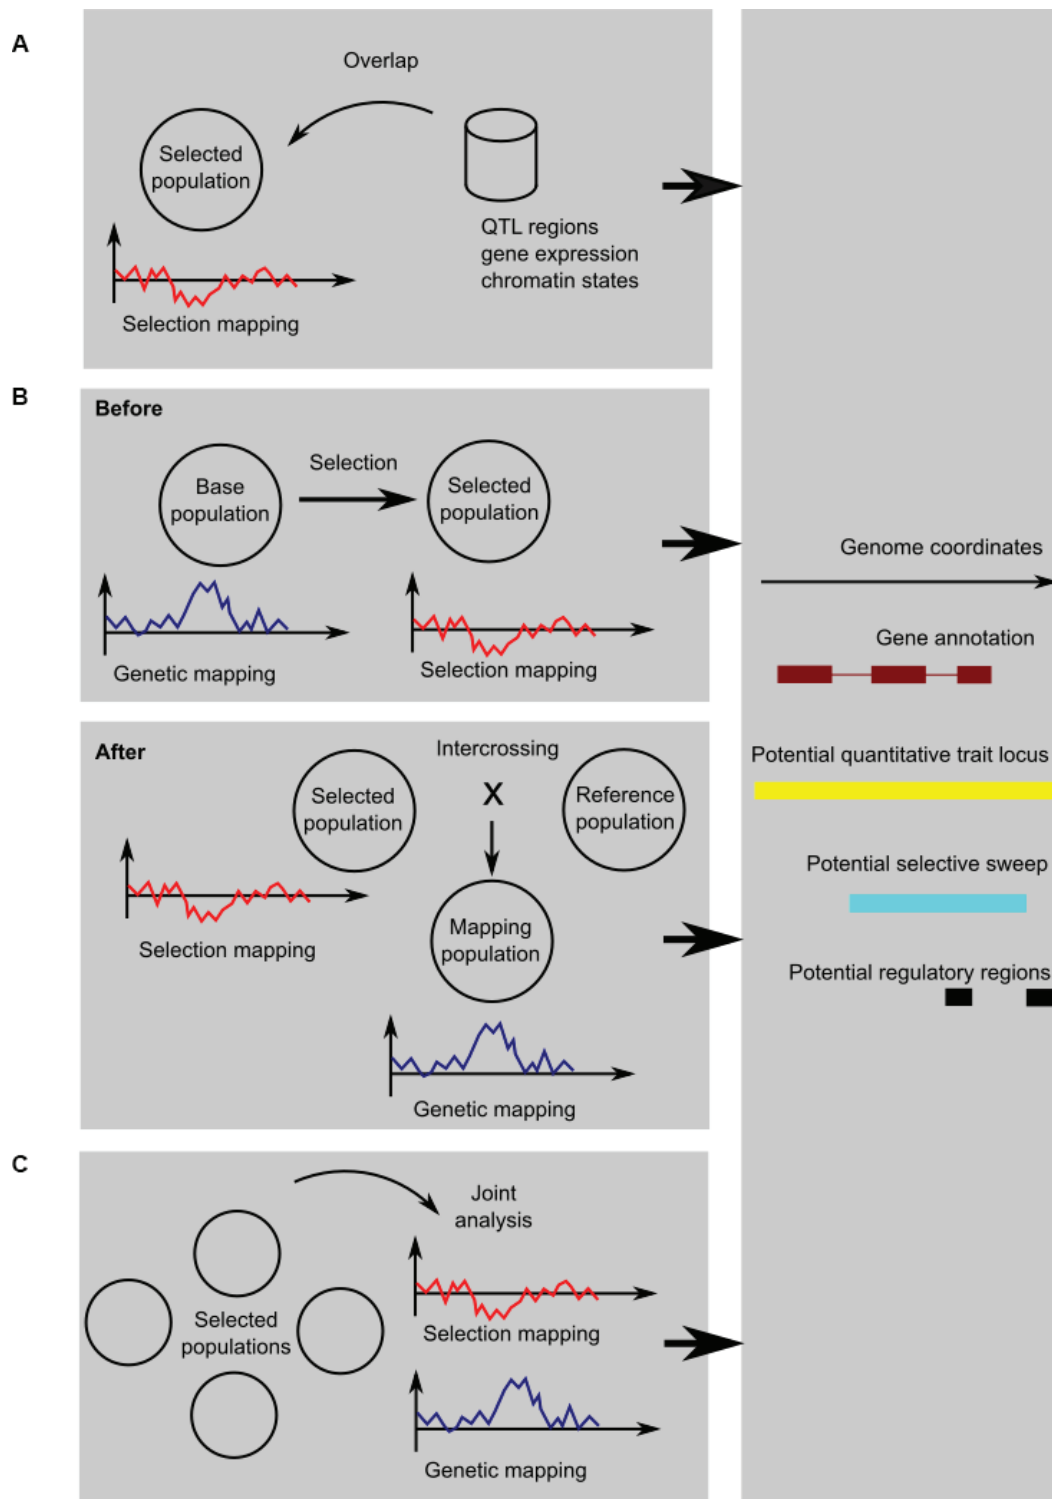 A
Overlap
Selected
population
QTL regions
gene expression
chromatin states
Selection mapping
B
Before
Base
population
Selection
Selected
population
Genetic mapping
Selection mapping
After
Selected
population
Intercrossing
X
Reference
population
Selection mapping
Mapping
population
Genetic mapping
C
Selected
populations
Joint
analysis
Selection mapping
Genetic mapping
Genome coordinates
Gene annotation
Potential quantitative trait locus
Potential selective sweep
Potential regulatory regions